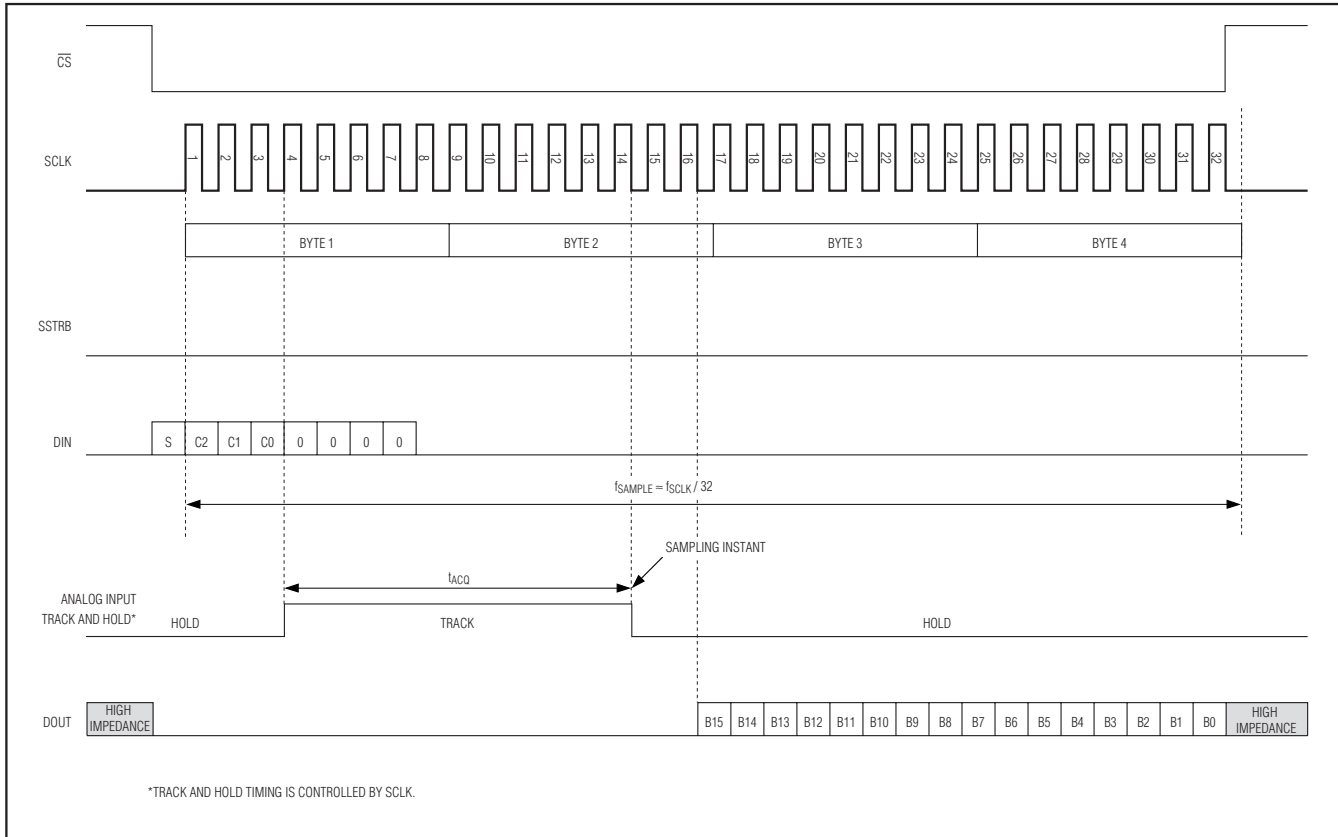 CS
SCLK
1 2 3 4 5 6 7 8 9 10 11 12 13 14 15 16 17 18 19 20 21 22 23 24 25 26 27 28 29 30 31 32
BYTE 1 BYTE 2 BYTE 3 BYTE 4
SSTRB
DIN S C2 C1 C0 0 0 0 0
fSAMPLE = fSCLK / 32
SAMPLING INSTANT
tACQ
ANALOG INPUT
TRACK AND HOLD*
HOLD TRACK HOLD
DOUT HIGH
IMPEDANCE
B15 B14 B13 B12 B11 B10 B9 B8 B7 B6 B5 B4 B3 B2 B1 B0
HIGH
IMPEDANCE
*TRACK AND HOLD TIMING IS CONTROLLED BY SCLK.